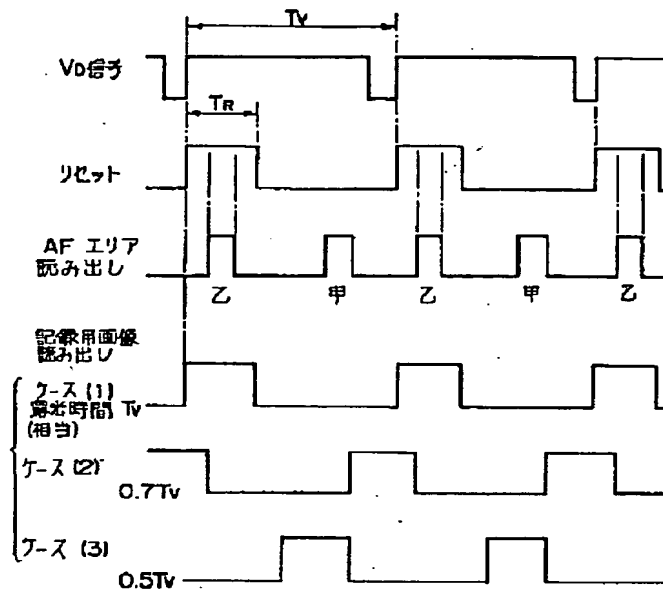 Tv
VD信号
TR
リセット
AF エリア
読み出し
乙 甲 乙 甲 乙
記録用画像
読み出し
ケース (1)
露光時間 Tv
(相当)
ケース (2)
0.7Tv
ケース (3)
0.5Tv